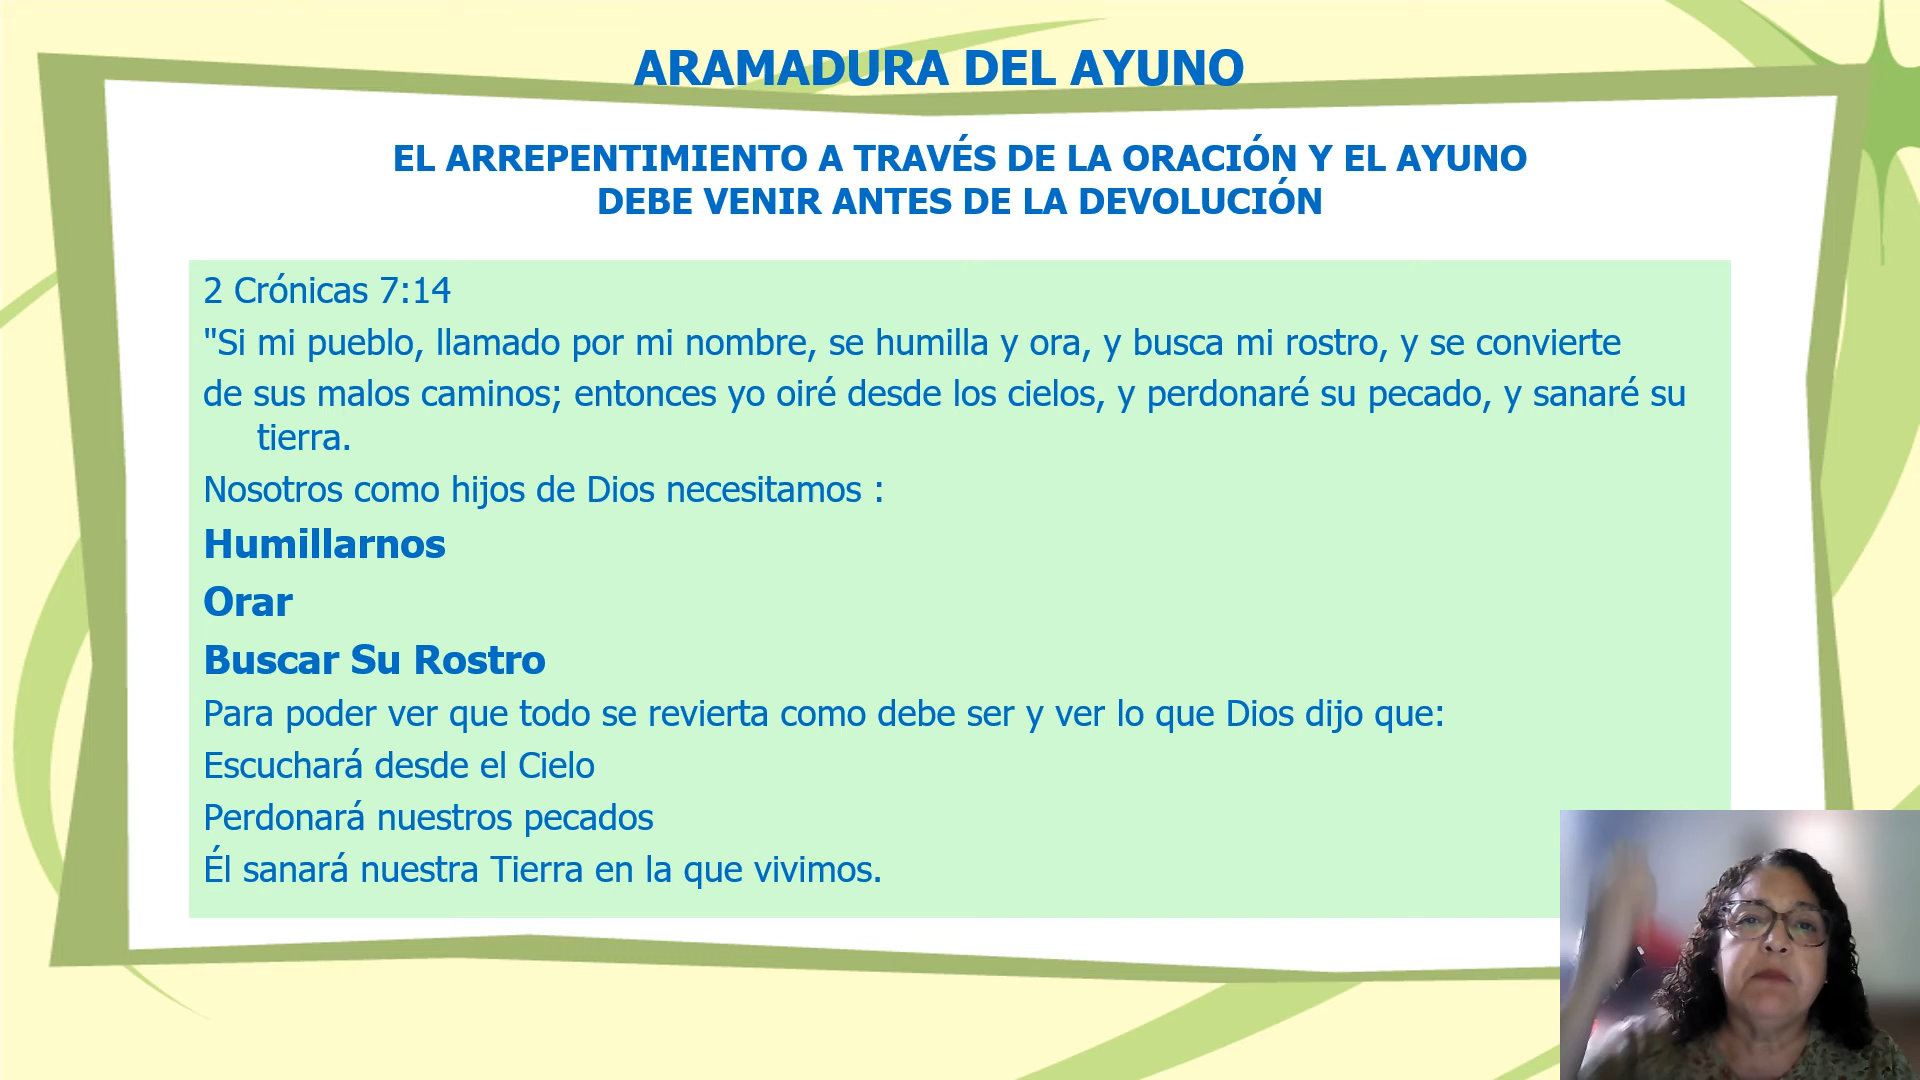 ARAMADURA DEL AYUNO
EL ARREPENTIMIENTO A TRAVÉS DE LA ORACIÓN Y EL AYUNO
DEBE VENIR ANTES DE LA DEVOLUCIÓN
2 Crónicas 7:14
"Si mi pueblo, llamado por mi nombre, se humilla y ora, y busca mi rostro, y se convierte
de sus malos caminos; entonces yo oiré desde los cielos, y perdonaré su pecado, y sanaré su
tierra.
Nosotros como hijos de Dios necesitamos :
Humillarnos
Orar
Buscar Su Rostro
Para poder ver que todo se revierta como debe ser y ver lo que Dios dijo que:
Escuchará desde el Cielo
Perdonará nuestros pecados
Él sanará nuestra Tierra en la que vivimos.